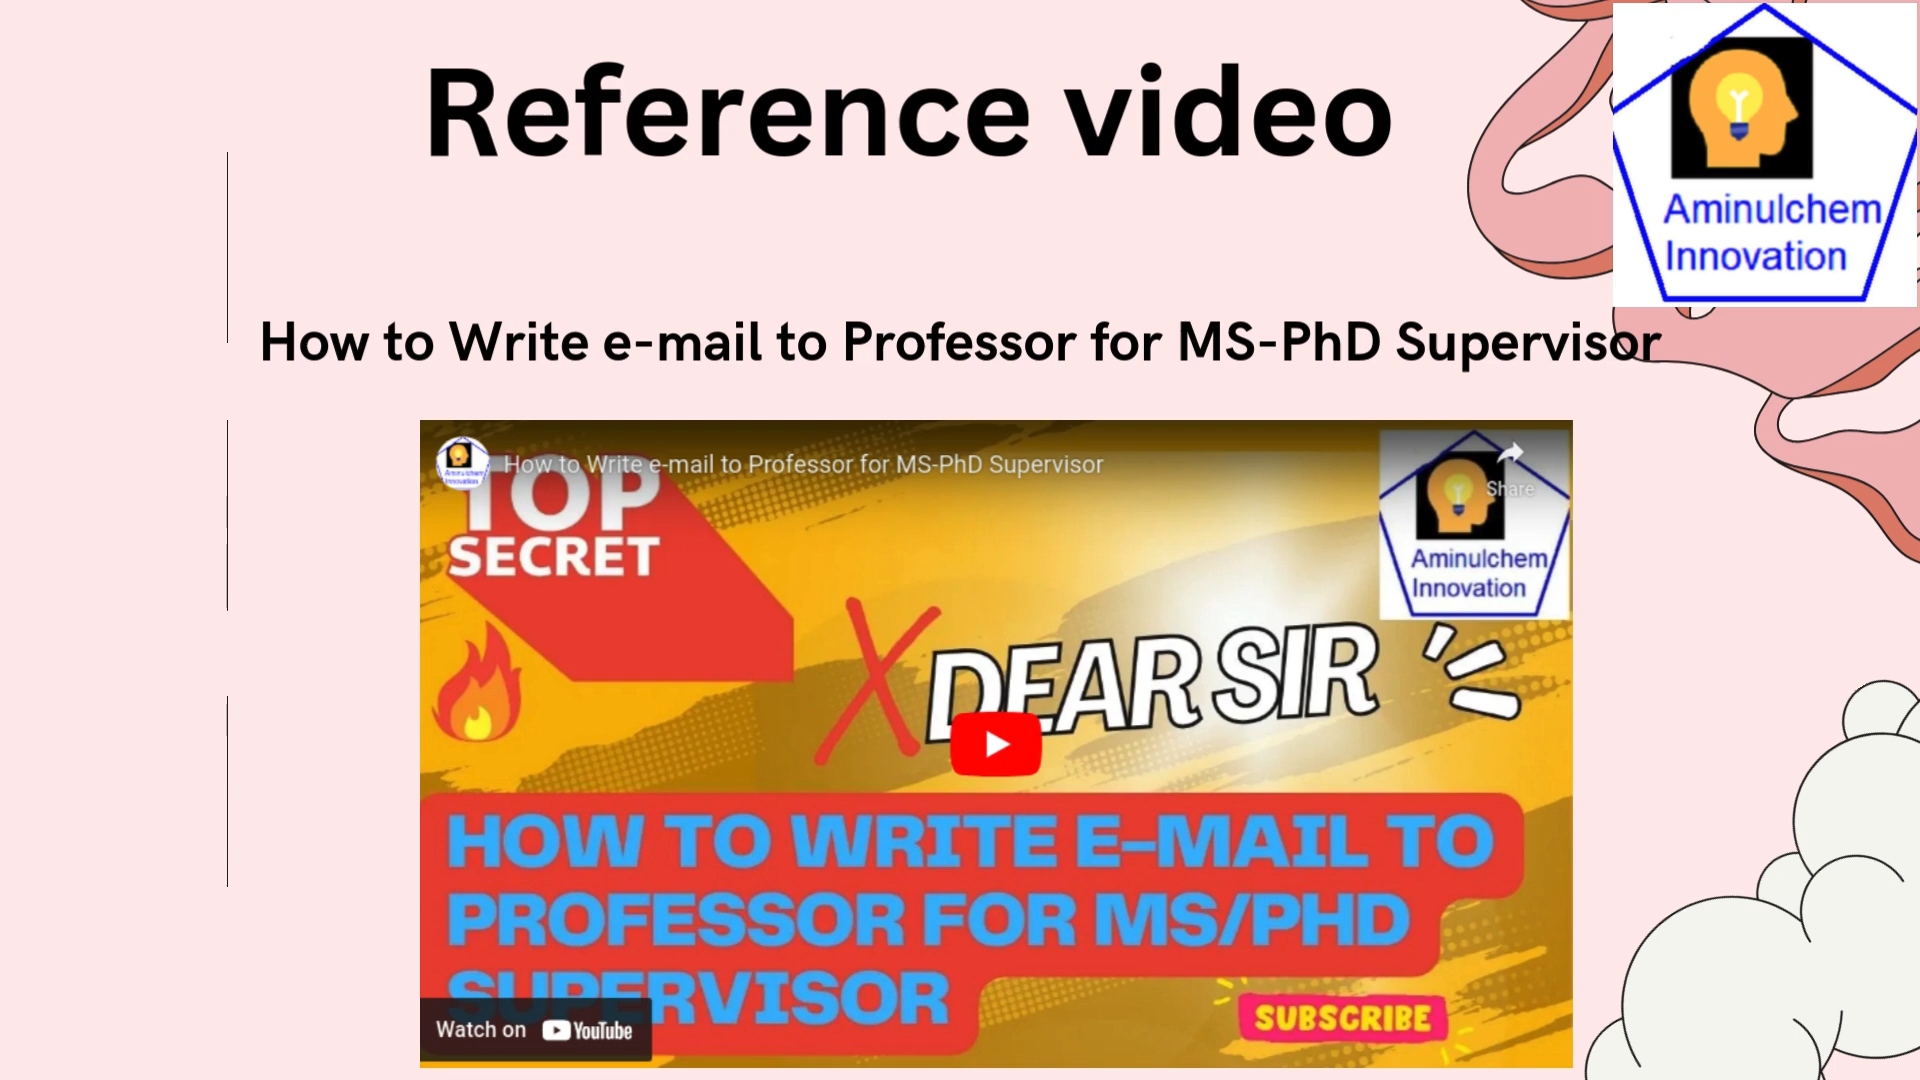 Reference video
Aminulchem
Innovation
How to Write e-mail to Professor for MS-PhD Supervisor
How to Write e-mail to Professor for MS-PhD Supervisor
Share
TOP
SECRET
Aminulchem
Innovation
X DEAR SIR
HOW TO WRITE E-MAIL TO
PROFESSOR FOR MS/PHD
SUPERVISOR
SUBSCRIBE
Watch on YouTube